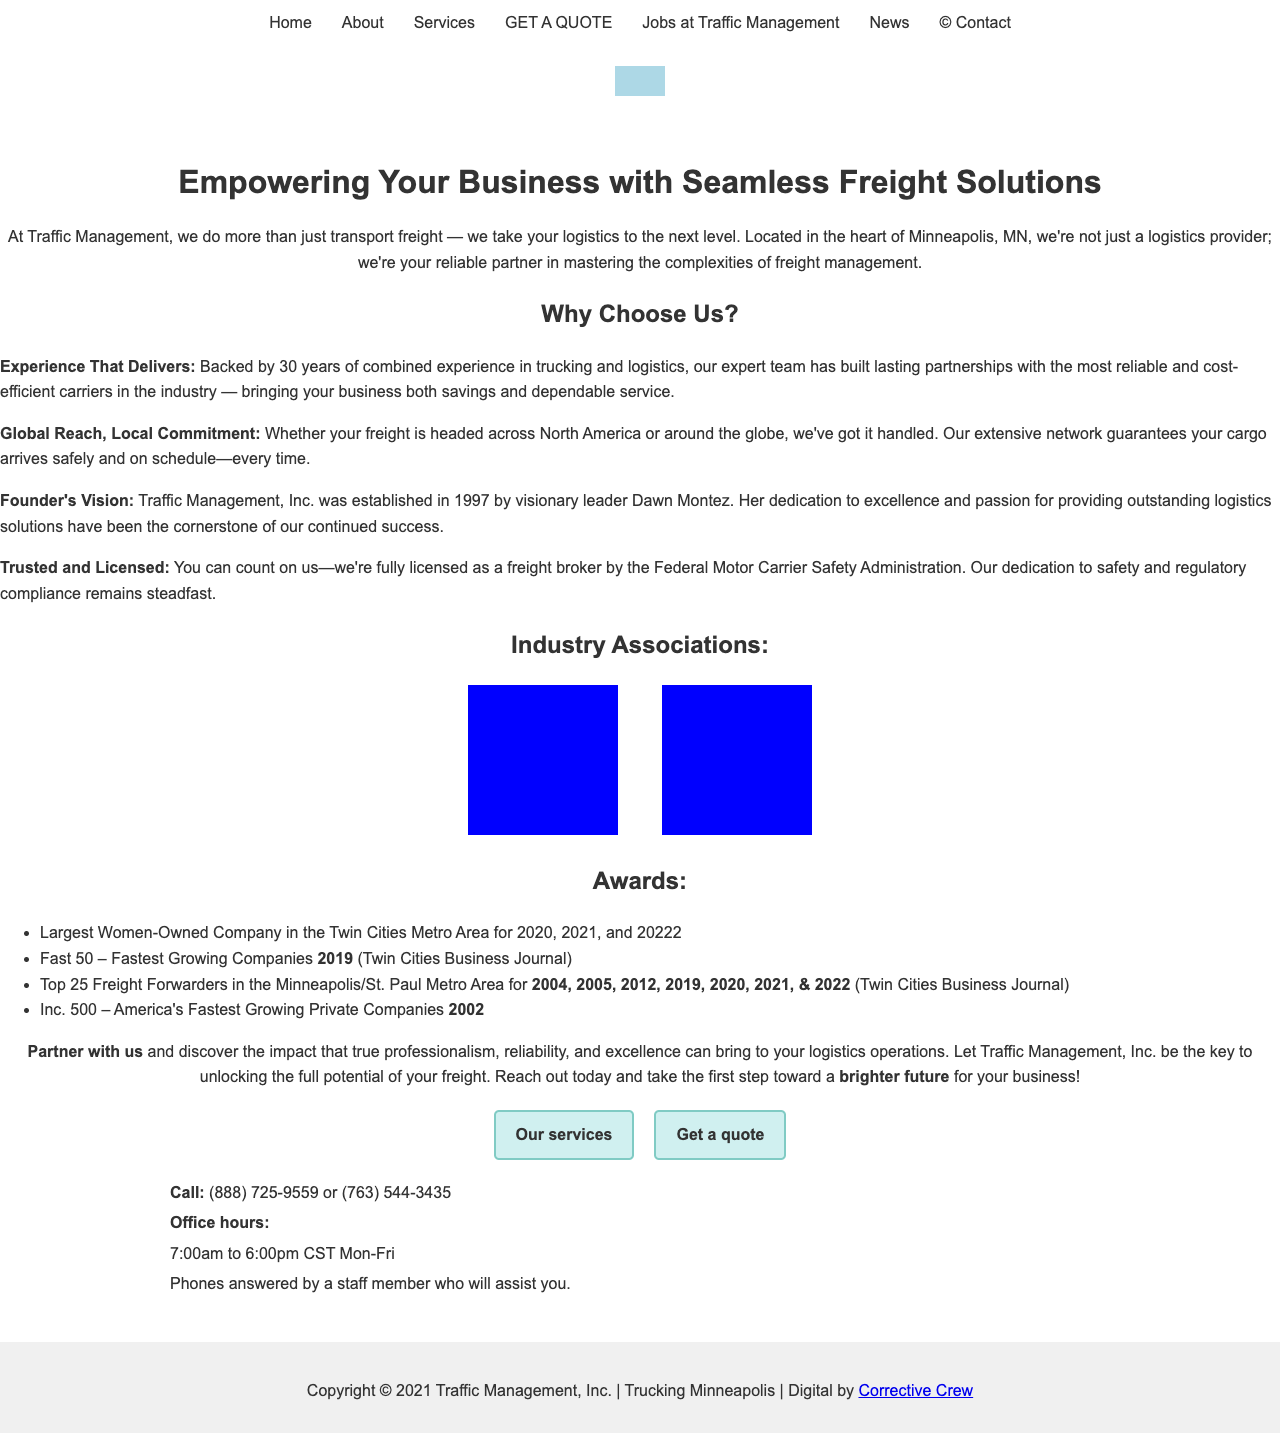 Home About Services GET A QUOTE Jobs at Traffic Management News © Contact
Empowering Your Business with Seamless Freight Solutions
At Traffic Management, we do more than just transport freight — we take your logistics to the next level. Located in the heart of Minneapolis, MN, we're not just a logistics provider;
we're your reliable partner in mastering the complexities of freight management.
Why Choose Us?
Experience That Delivers: Backed by 30 years of combined experience in trucking and logistics, our expert team has built lasting partnerships with the most reliable and cost-
efficient carriers in the industry — bringing your business both savings and dependable service.
Global Reach, Local Commitment: Whether your freight is headed across North America or around the globe, we've got it handled. Our extensive network guarantees your cargo
arrives safely and on schedule—every time.
Founder's Vision: Traffic Management, Inc. was established in 1997 by visionary leader Dawn Montez. Her dedication to excellence and passion for providing outstanding logistics
solutions have been the cornerstone of our continued success.
Trusted and Licensed: You can count on us—we're fully licensed as a freight broker by the Federal Motor Carrier Safety Administration. Our dedication to safety and regulatory
compliance remains steadfast.
Industry Associations:
Awards:
• Largest Women-Owned Company in the Twin Cities Metro Area for 2020, 2021, and 20222
• Fast 50 – Fastest Growing Companies 2019 (Twin Cities Business Journal)
• Top 25 Freight Forwarders in the Minneapolis/St. Paul Metro Area for 2004, 2005, 2012, 2019, 2020, 2021, & 2022 (Twin Cities Business Journal)
• Inc. 500 – America's Fastest Growing Private Companies 2002
Partner with us and discover the impact that true professionalism, reliability, and excellence can bring to your logistics operations. Let Traffic Management, Inc. be the key to
unlocking the full potential of your freight. Reach out today and take the first step toward a brighter future for your business!
Our services Get a quote
Call: (888) 725-9559 or (763) 544-3435
Office hours:
7:00am to 6:00pm CST Mon-Fri
Phones answered by a staff member who will assist you.
Copyright © 2021 Traffic Management, Inc. | Trucking Minneapolis | Digital by Corrective Crew